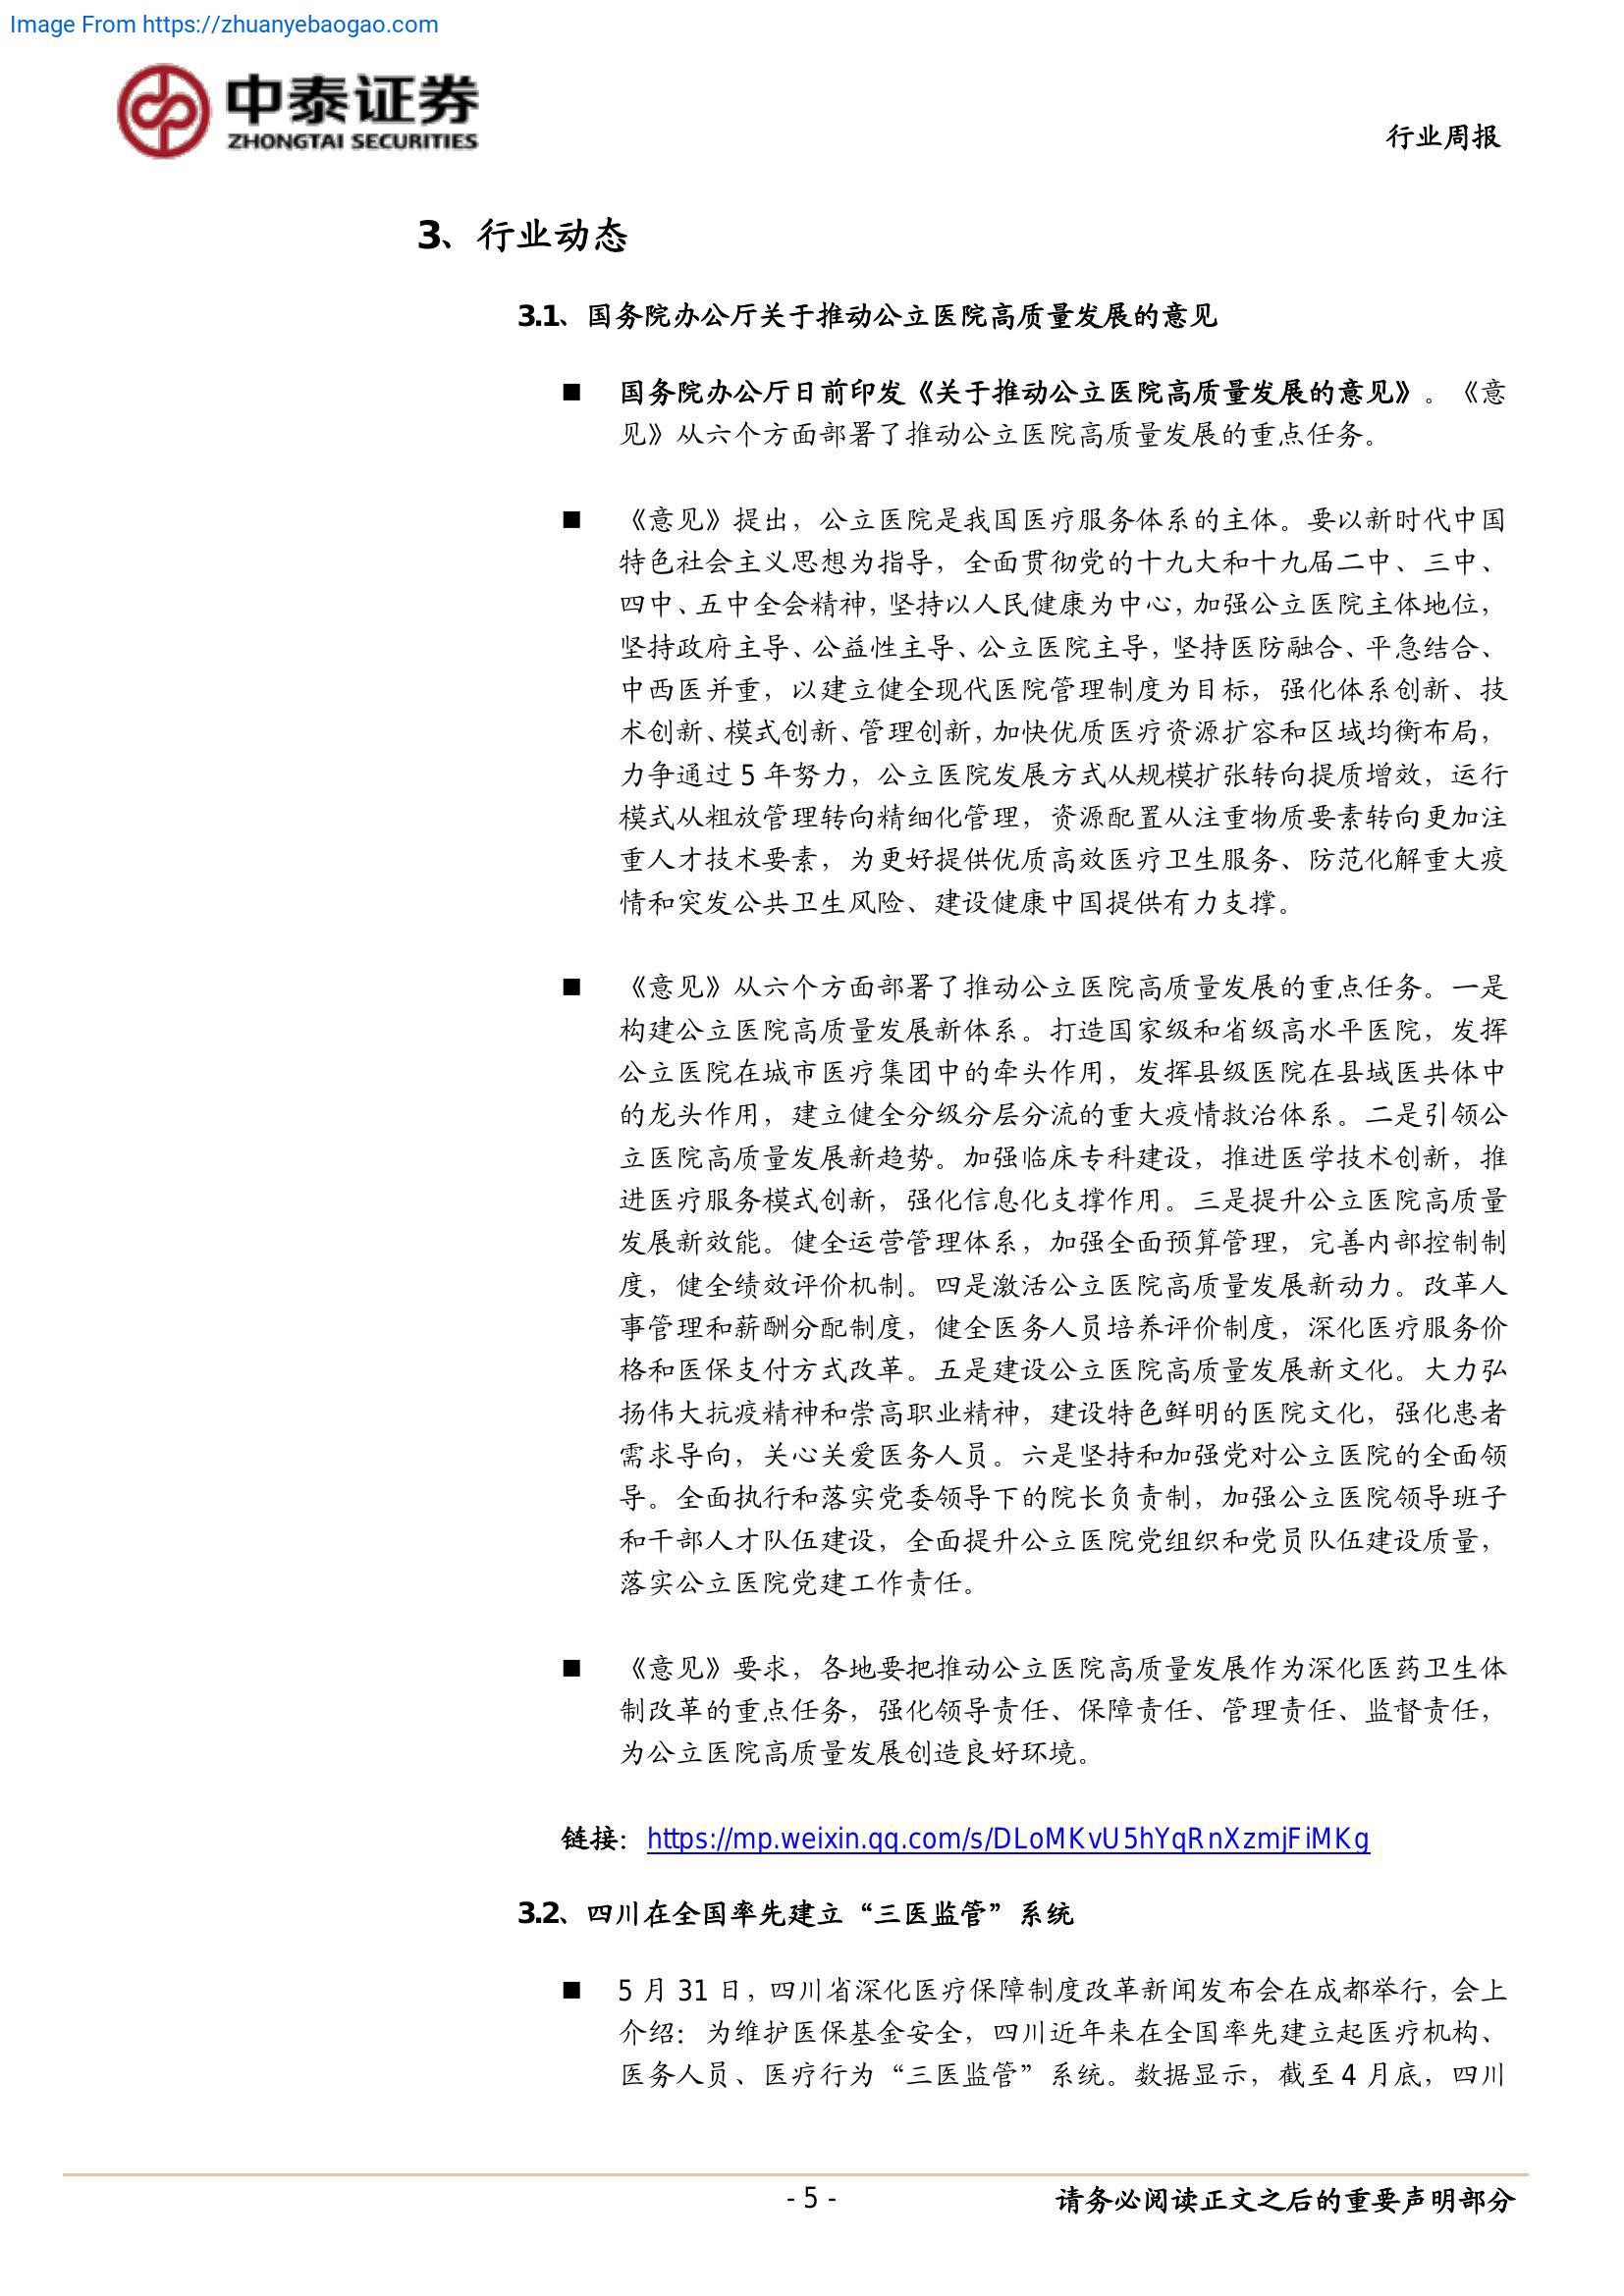 Image From https://zhuanyebaogao.com
中泰证券
ZHONGTAI SECURITIES
行业周报
3、行业动态
3.1、国务院办公厅关于推动公立医院高质量发展的意见
■ 国务院办公厅日前印发《关于推动公立医院高质量发展的意见》。《意
见》从六个方面部署了推动公立医院高质量发展的重点任务。
■ 《意见》提出，公立医院是我国医疗服务体系的主体。要以新时代中国
特色社会主义思想为指导，全面贯彻党的十九大和十九届二中、三中、
四中、五中全会精神，坚持以人民健康为中心，加强公立医院主体地位，
坚持政府主导、公益性主导、公立医院主导，坚持医防融合、平急结合、
中西医并重，以建立健全现代医院管理制度为目标，强化体系创新、技
术创新、模式创新、管理创新，加快优质医疗资源扩容和区域均衡布局，
力争通过 5 年努力，公立医院发展方式从规模扩张转向提质增效，运行
模式从粗放管理转向精细化管理，资源配置从注重物质要素转向更加注
重人才技术要素，为更好提供优质高效医疗卫生服务、防范化解重大疫
情和突发公共卫生风险、建设健康中国提供有力支撑。
■ 《意见》从六个方面部署了推动公立医院高质量发展的重点任务。一是
构建公立医院高质量发展新体系。打造国家级和省级高水平医院，发挥
公立医院在城市医疗集团中的牵头作用，发挥县级医院在县域医共体中
的龙头作用，建立健全分级分层分流的重大疫情救治体系。二是引领公
立医院高质量发展新趋势。加强临床专科建设，推进医学技术创新，推
进医疗服务模式创新，强化信息化支撑作用。三是提升公立医院高质量
发展新效能。健全运营管理体系，加强全面预算管理，完善内部控制制
度，健全绩效评价机制。四是激活公立医院高质量发展新动力。改革人
事管理和薪酬分配制度，健全医务人员培养评价制度，深化医疗服务价
格和医保支付方式改革。五是建设公立医院高质量发展新文化。大力弘
扬伟大抗疫精神和崇高职业精神，建设特色鲜明的医院文化，强化患者
需求导向，关心关爱医务人员。六是坚持和加强党对公立医院的全面领
导。全面执行和落实党委领导下的院长负责制，加强公立医院领导班子
和干部人才队伍建设，全面提升公立医院党组织和党员队伍建设质量，
落实公立医院党建工作责任。
■ 《意见》要求，各地要把推动公立医院高质量发展作为深化医药卫生体
制改革的重点任务，强化领导责任、保障责任、管理责任、监督责任，
为公立医院高质量发展创造良好环境。
链接：https://mp.weixin.qq.com/s/DLoMKvU5hYqRnXzmjFiMKg
3.2、四川在全国率先建立“三医监管”系统
■ 5 月 31 日，四川省深化医疗保障制度改革新闻发布会在成都举行，会上
介绍：为维护医保基金安全，四川近年来在全国率先建立起医疗机构、
医务人员、医疗行为“三医监管”系统。数据显示，截至 4 月底，四川
- 5 -
请务必阅读正文之后的重要声明部分